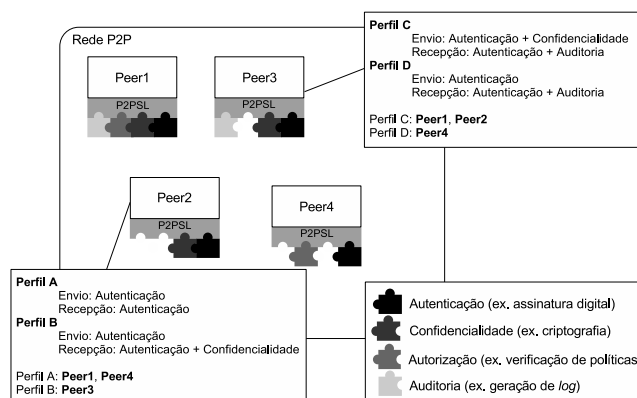 Rede P2P
Peer1
P2PSL
Peer3
P2PSL
Perfil C
Envio: Autenticação + Confidencialidade
Recepção: Autenticação + Auditoria
Perfil D
Envio: Autenticação
Recepção: Autenticação + Auditoria
Perfil C: Peer1, Peer2
Perfil D: Peer4
Peer2
P2PSL
Peer4
P2PSL
Perfil A
Envio: Autenticação
Recepção: Autenticação
Perfil B
Envio: Autenticação
Recepção: Autenticação + Confidencialidade
Perfil A: Peer1, Peer4
Perfil B: Peer3
Autenticação (ex. assinatura digital)
Confidencialidade (ex. criptografia)
Autorização (ex. verificação de políticas
Auditoria (ex. geração de log)